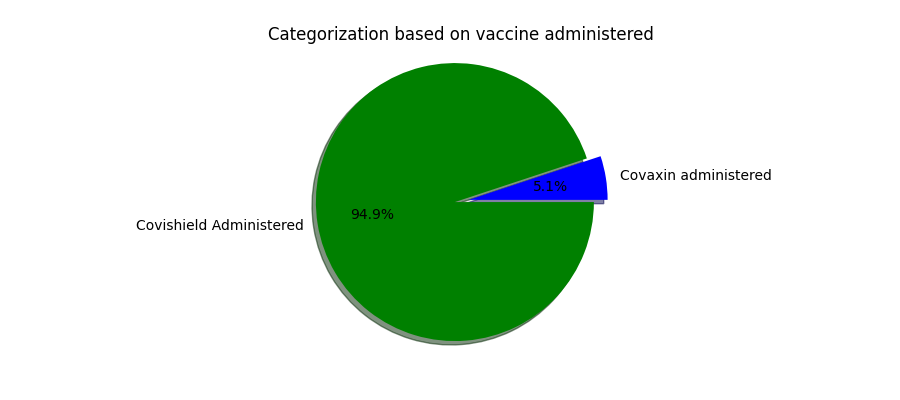 Categorization based on vaccine administered
Covaxin administered
5.1%
94.9%
Covishield Administered